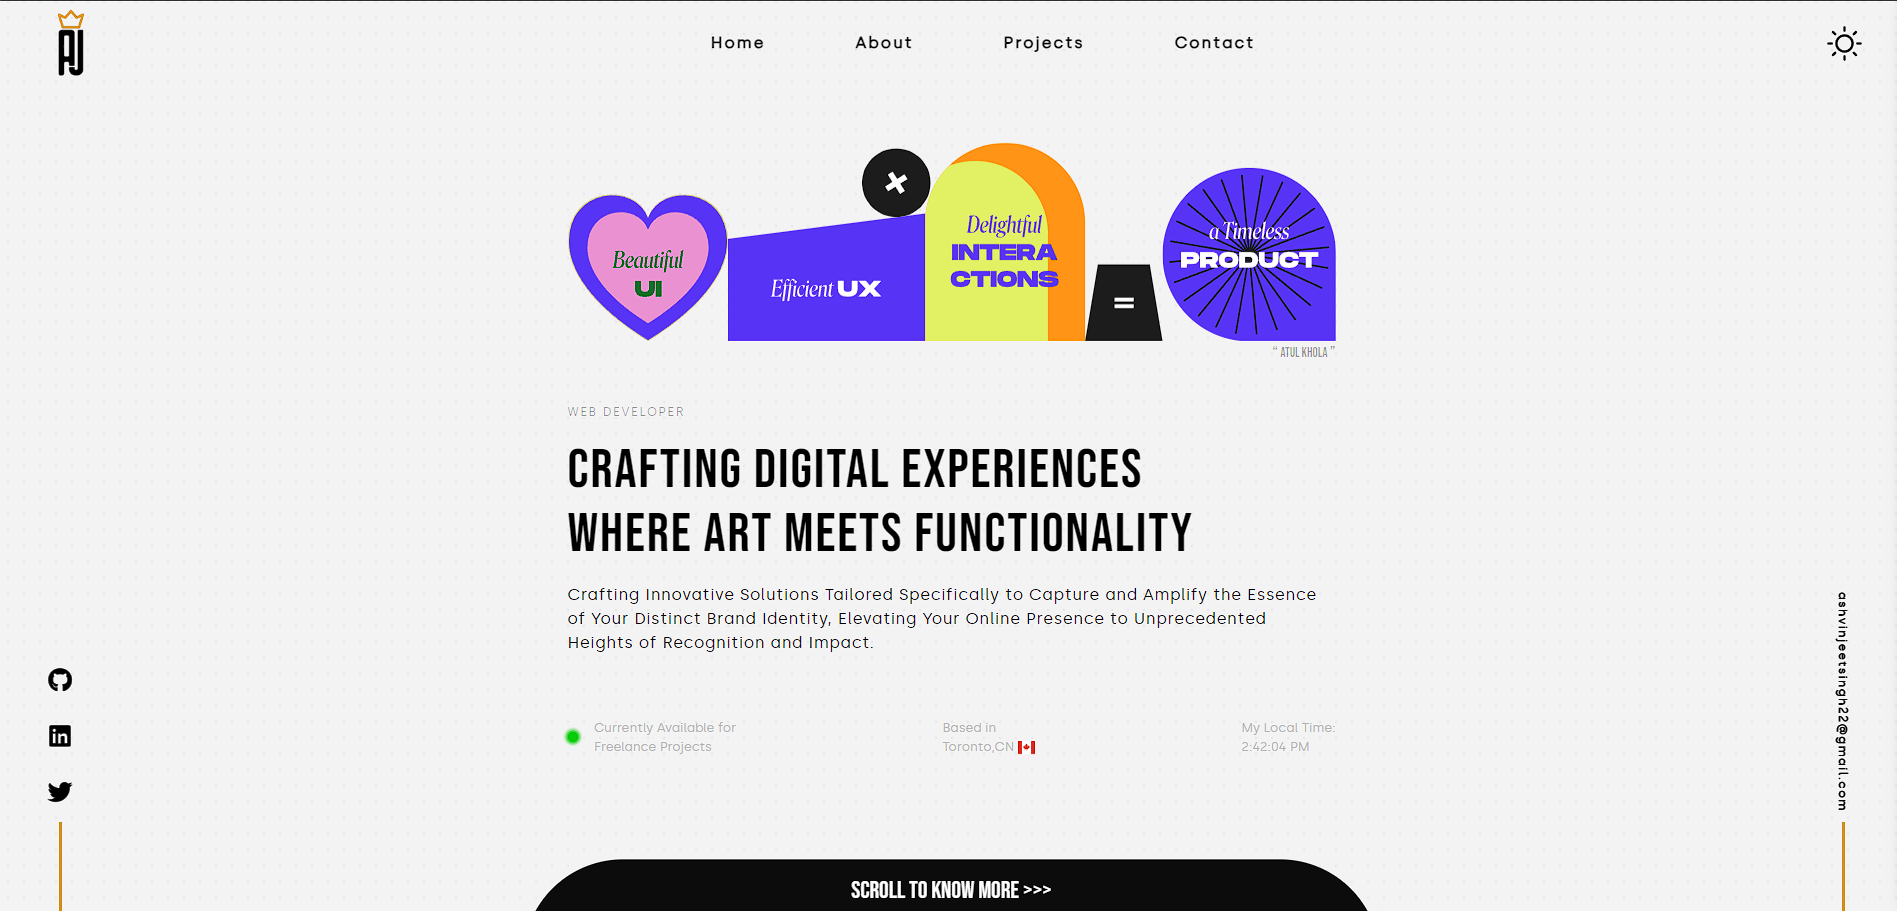 AJ
Home
About
Projects
Contact
Beautiful
UI
Efficient UX
Delightful
INTERA
CTIONS
=
a Timeless
PRODUCT
“ ATUL KHOLA ”
WEB DEVELOPER
CRAFTING DIGITAL EXPERIENCES
WHERE ART MEETS FUNCTIONALITY
Crafting Innovative Solutions Tailored Specifically to Capture and Amplify the Essence
of Your Distinct Brand Identity, Elevating Your Online Presence to Unprecedented
Heights of Recognition and Impact.
Currently Available for
Freelance Projects
Based in
Toronto,CN
My Local Time:
2:42:04 PM
in
ashvinjeetsingh22@gmail.com
SCROLL TO KNOW MORE >>>